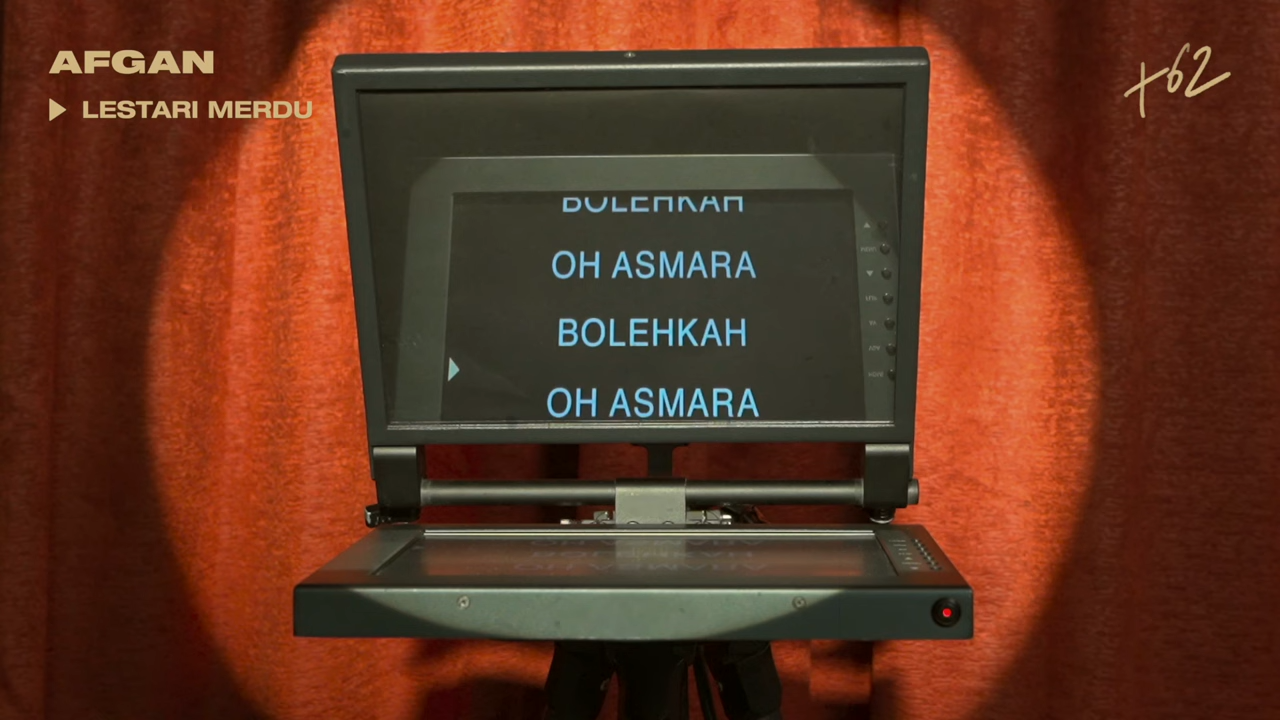 AFGAN
LESTARI MERDU
+62
BOLEHKAH
OH ASMARA
BOLEHKAH
OH ASMARA